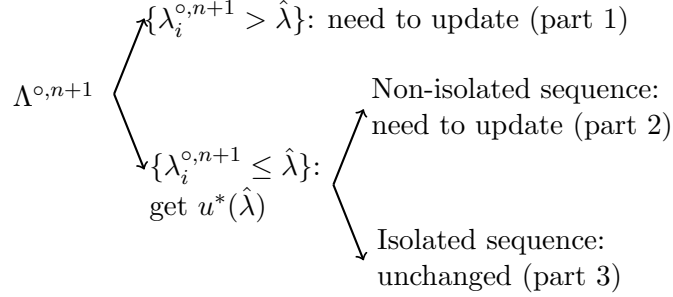 {λ_i^{∘,n+1} > λ̂}: need to update (part 1)
Λ^{∘,n+1}
Non-isolated sequence:
need to update (part 2)
{λ_i^{∘,n+1} ≤ λ̂}:
get u*(λ̂)
Isolated sequence:
unchanged (part 3)